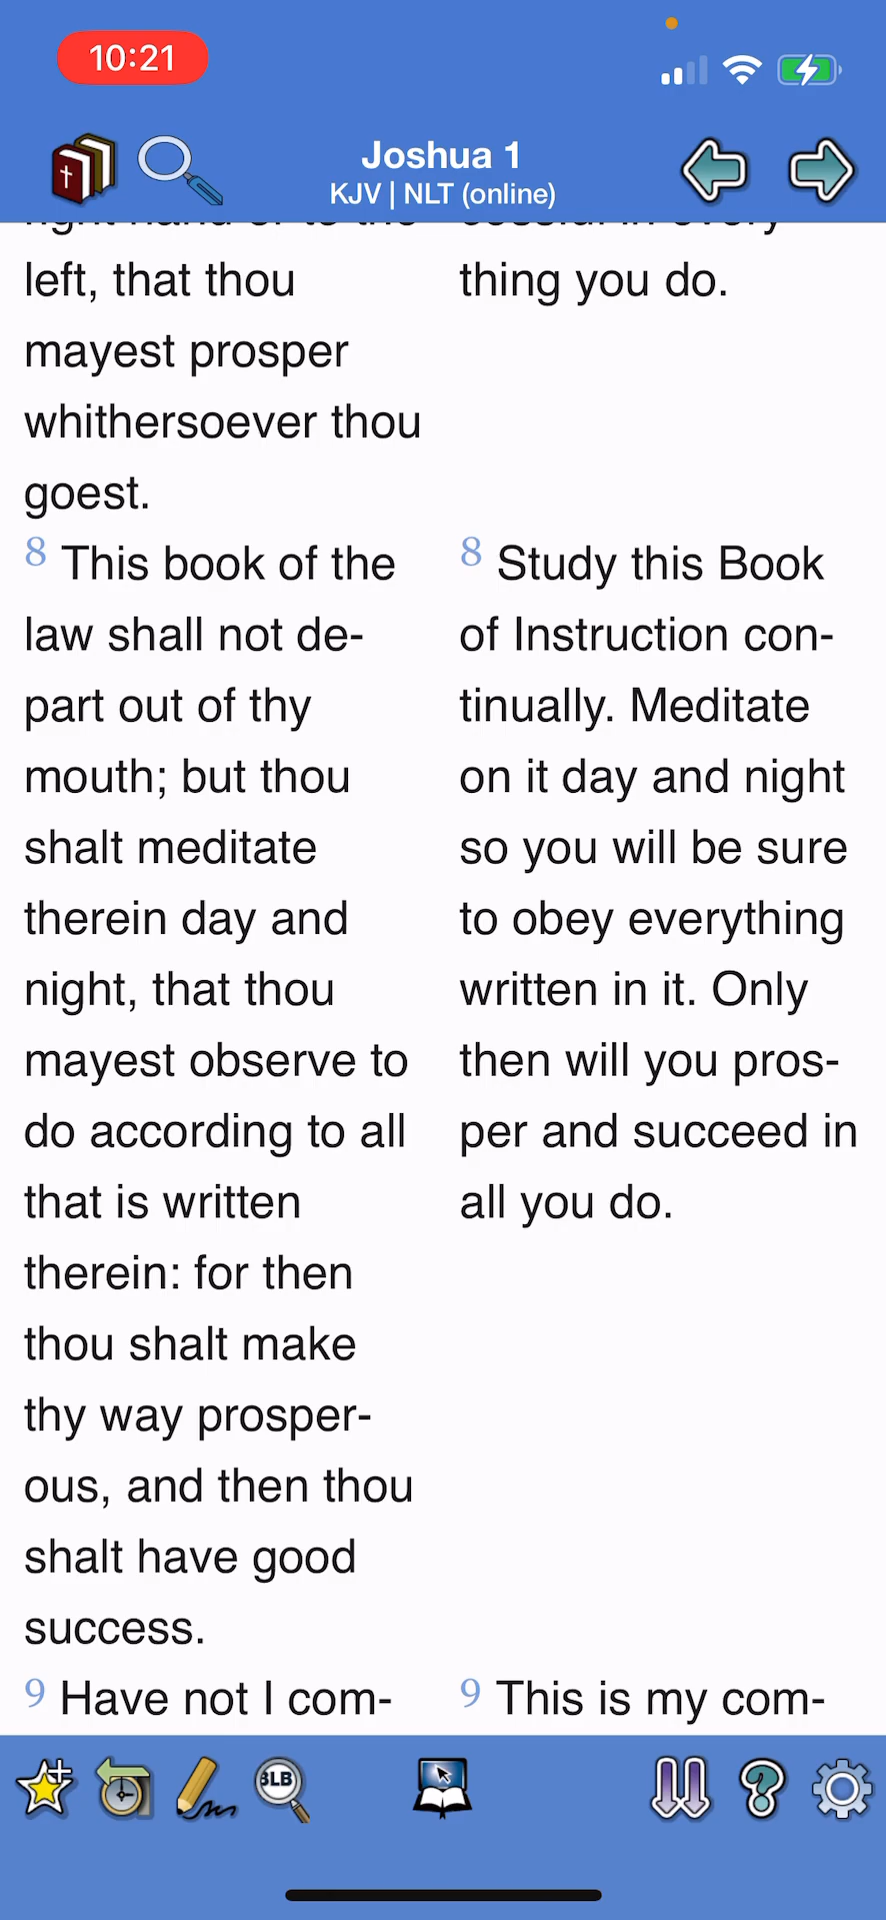 10:21
Joshua 1
KJV | NLT (online)
left, that thou
mayest prosper
whithersoever thou
goest.
8 This book of the
law shall not de-
part out of thy
mouth; but thou
shalt meditate
therein day and
night, that thou
mayest observe to
do according to all
that is written
therein: for then
thou shalt make
thy way prosper-
ous, and then thou
shalt have good
success.
9 Have not I com-
thing you do.
8 Study this Book
of Instruction con-
tinually. Meditate
on it day and night
so you will be sure
to obey everything
written in it. Only
then will you pros-
per and succeed in
all you do.
9 This is my com-
BLB